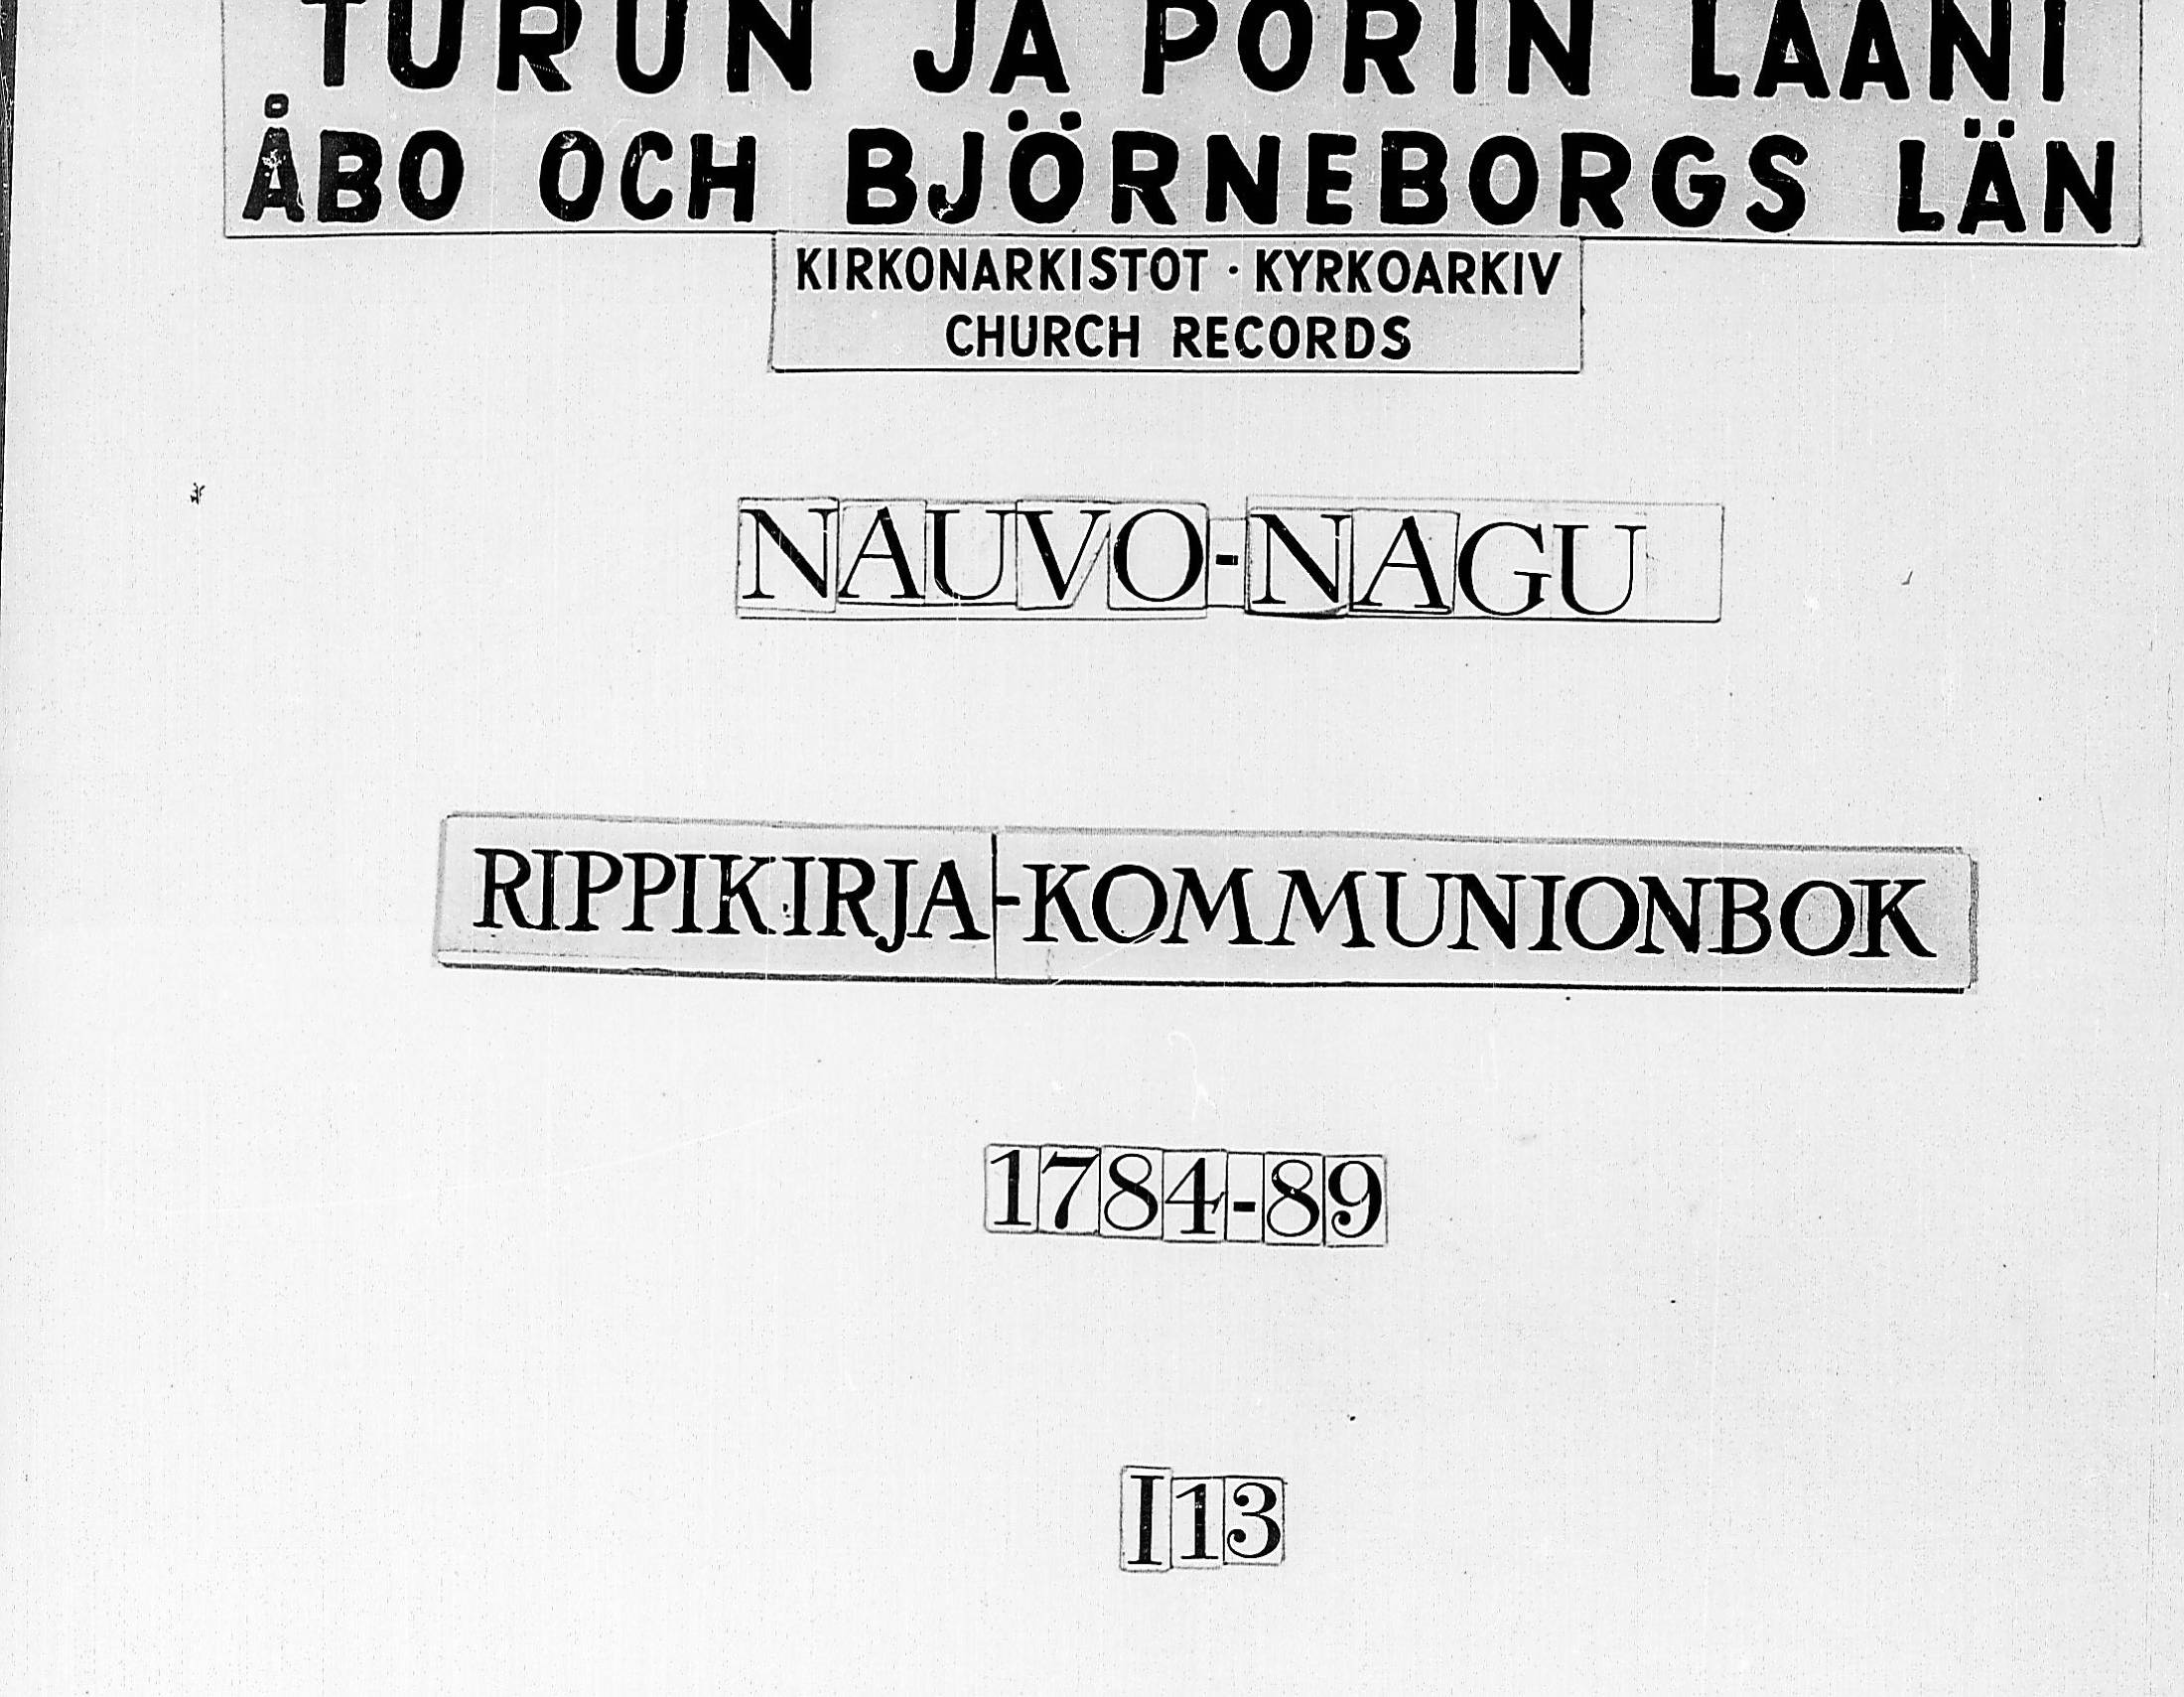 TURUN JA PORIN LÄÄNI
ÅBO OCH BJÖRNEBORGS LÄN
KIRKONARKISTOT · KYRKOARKIV
CHURCH RECORDS
NAUVO-NAGU
RIPPIKIRJA-KOMMUNIONBOK
1784-89
I13